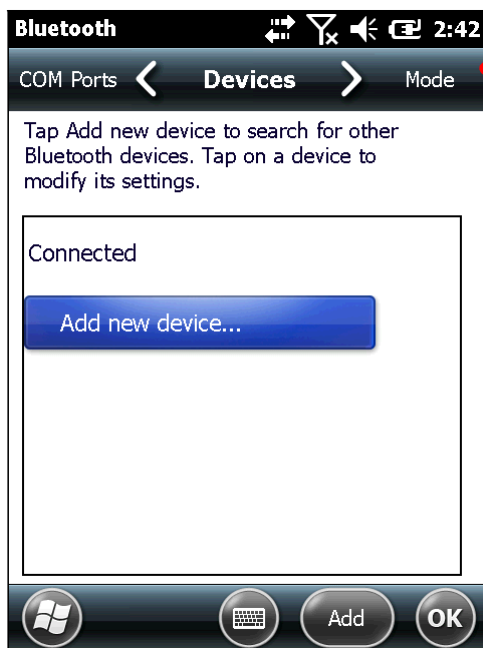 Bluetooth 2:42
COM Ports Devices Mode
Tap Add new device to search for other
Bluetooth devices. Tap on a device to
modify its settings.
Connected
Add new device...
Add OK